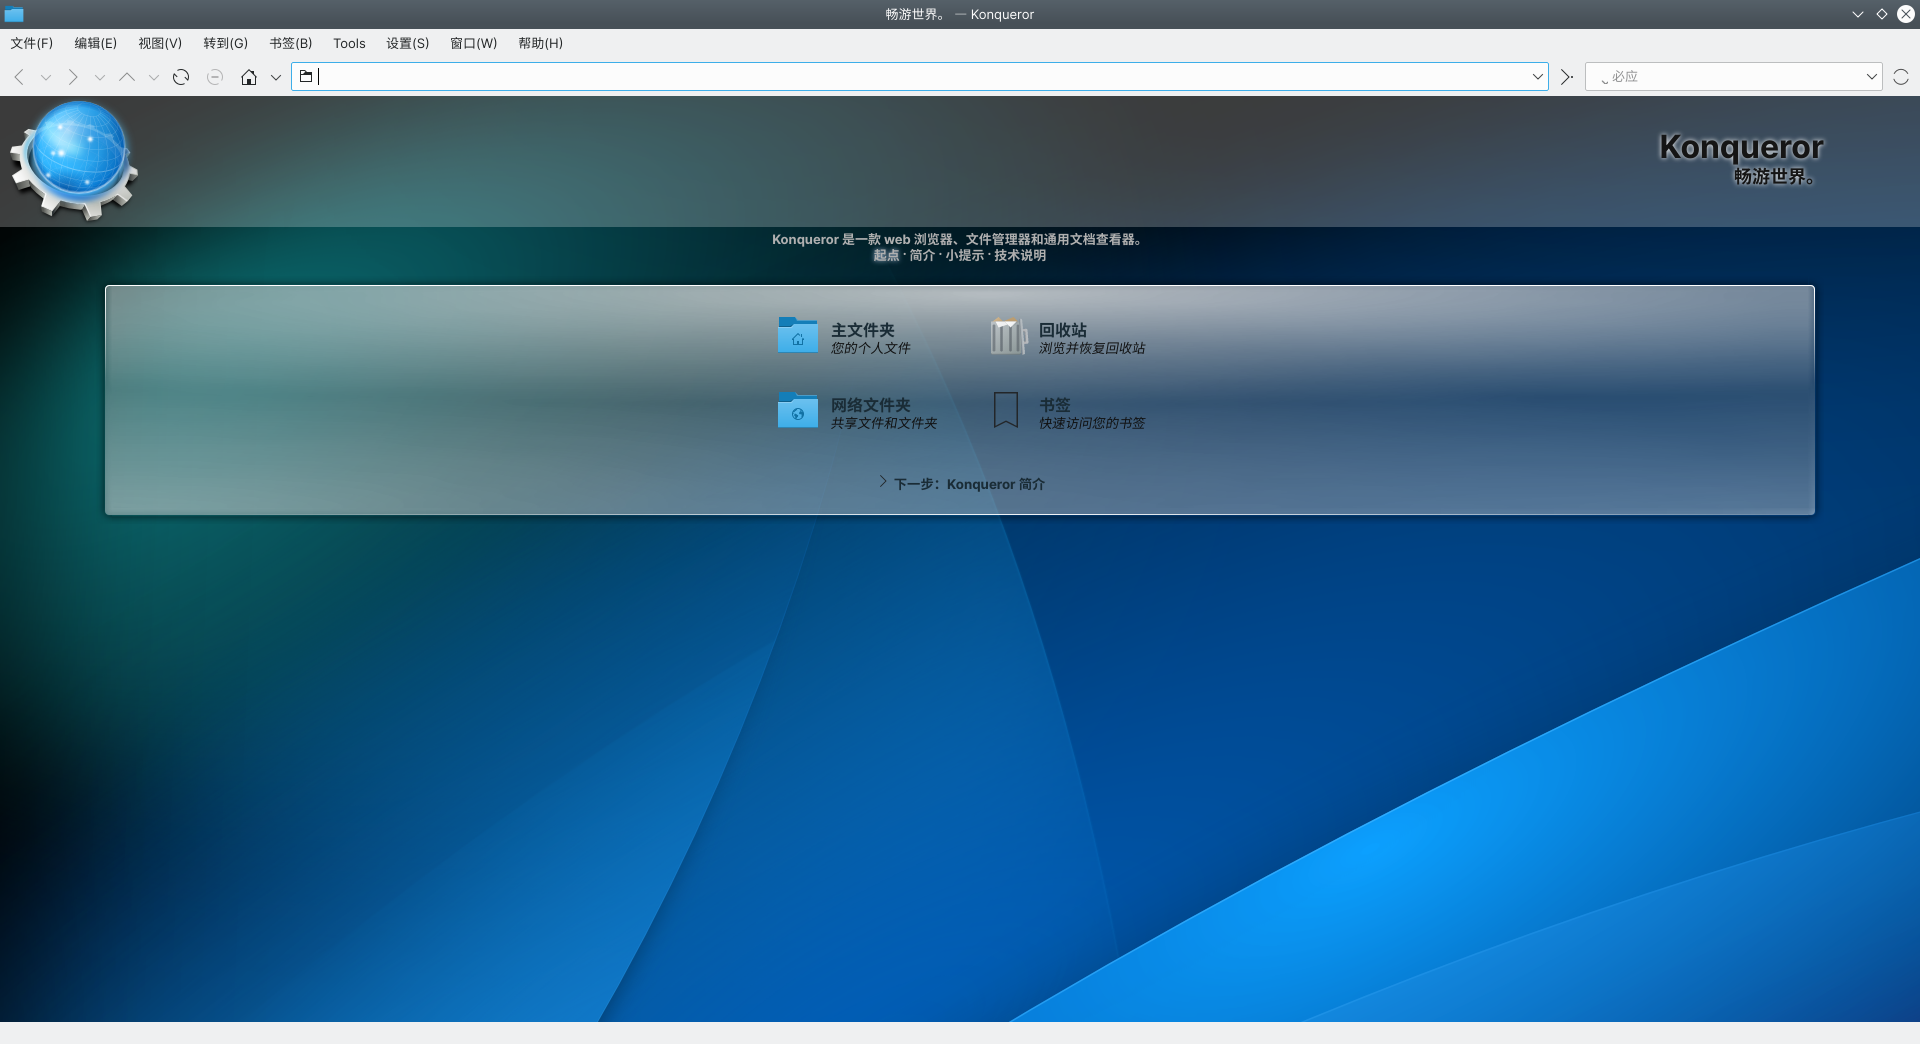 畅游世界。 — Konqueror
文件(F) 编辑(E) 视图(V) 转到(G) 书签(B) Tools 设置(S) 窗口(W) 帮助(H)
必应
Konqueror
畅游世界。
Konqueror 是一款 web 浏览器、文件管理器和通用文档查看器。
起点 · 简介 · 小提示 · 技术说明
主文件夹
您的个人文件
回收站
浏览并恢复回收站
网络文件夹
共享文件和文件夹
书签
快速访问您的书签
下一步：Konqueror 简介